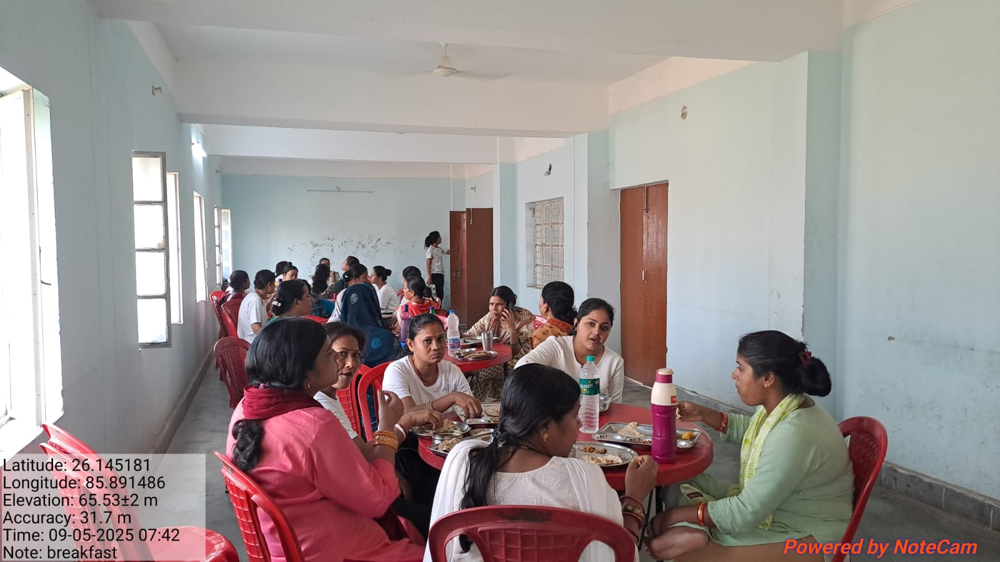 Bisleri
Latitude: 26.145181
Longitude: 85.891486
Elevation: 65.53±2 m
Accuracy: 31.7 m
Time: 09-05-2025 07:42
Note: breakfast
Powered by NoteCam